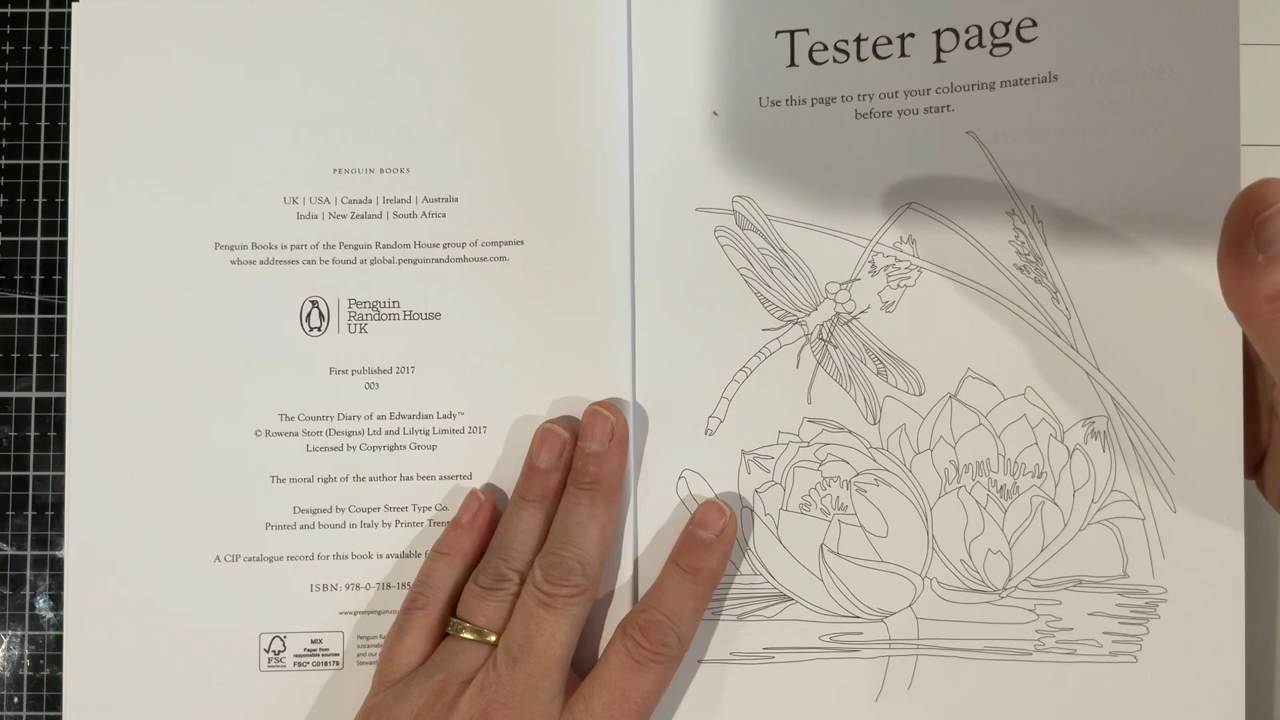 PENGUIN BOOKS
UK | USA | Canada | Ireland | Australia
India | New Zealand | South Africa
Penguin Books is part of the Penguin Random House group of companies
whose addresses can be found at global.penguinrandomhouse.com.
Penguin
Random House
UK
First published 2017
003
The Country Diary of an Edwardian Lady™
© Rowena Stott (Designs) Ltd and Lilytig Limited 2017
Licensed by Copyrights Group
The moral right of the author has been asserted
Designed by Couper Street Type Co.
Printed and bound in Italy by Printer
A CIP catalogue record for this book is available
ISBN: 978-0-718-185
FSC
MIX
Paper from
responsible sources
FSC® C018179
Penguin
Tester page
Use this page to try out your colouring materials
before you start.